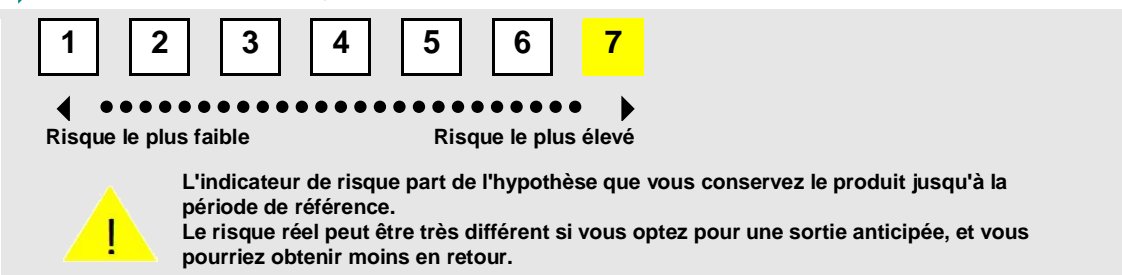 1 2 3 4 5 6 7
Risque le plus faible Risque le plus élevé
L'indicateur de risque part de l'hypothèse que vous conservez le produit jusqu'à la
période de référence.
! Le risque réel peut être très différent si vous optez pour une sortie anticipée, et vous
pourriez obtenir moins en retour.